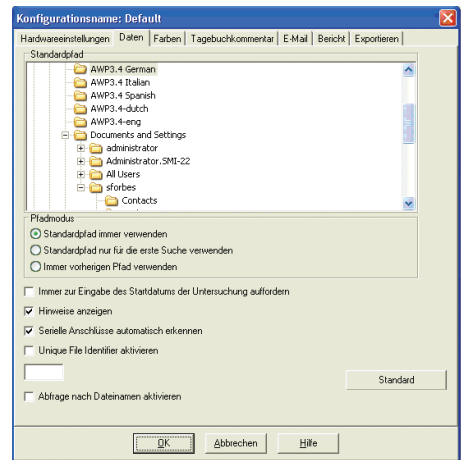 Konfigurationsname: Default
Hardwareeinstellungen Daten Farben Tagebuchkommentar E-Mail Bericht Exportieren
Standardpfad
AWP3.4 German
AWP3.4 Italian
AWP3.4 Spanish
AWP3.4-dutch
AWP3.4-eng
Documents and Settings
administrator
Administrator.SMI-22
All Users
sforbes
Contacts
Pfadmodus
Standardpfad immer verwenden
Standardpfad nur für die erste Suche verwenden
Immer vorherigen Pfad verwenden
Immer zur Eingabe des Startdatums der Untersuchung auffordern
Hinweise anzeigen
Serielle Anschlüsse automatisch erkennen
Unique File Identifier aktivieren
Standard
Abfrage nach Dateinamen aktivieren
OK Abbrechen Hilfe